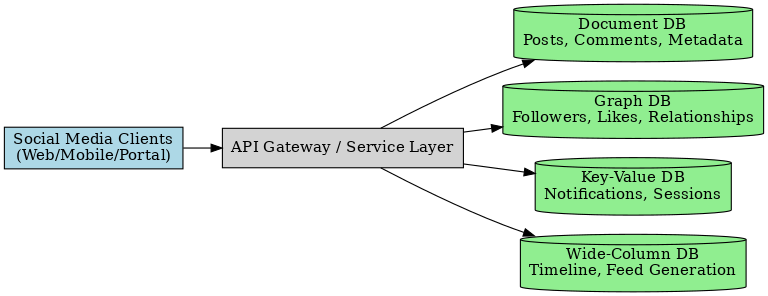 Social Media Clients
(Web/Mobile/Portal)
API Gateway / Service Layer
Document DB
Posts, Comments, Metadata
Graph DB
Followers, Likes, Relationships
Key-Value DB
Notifications, Sessions
Wide-Column DB
Timeline, Feed Generation